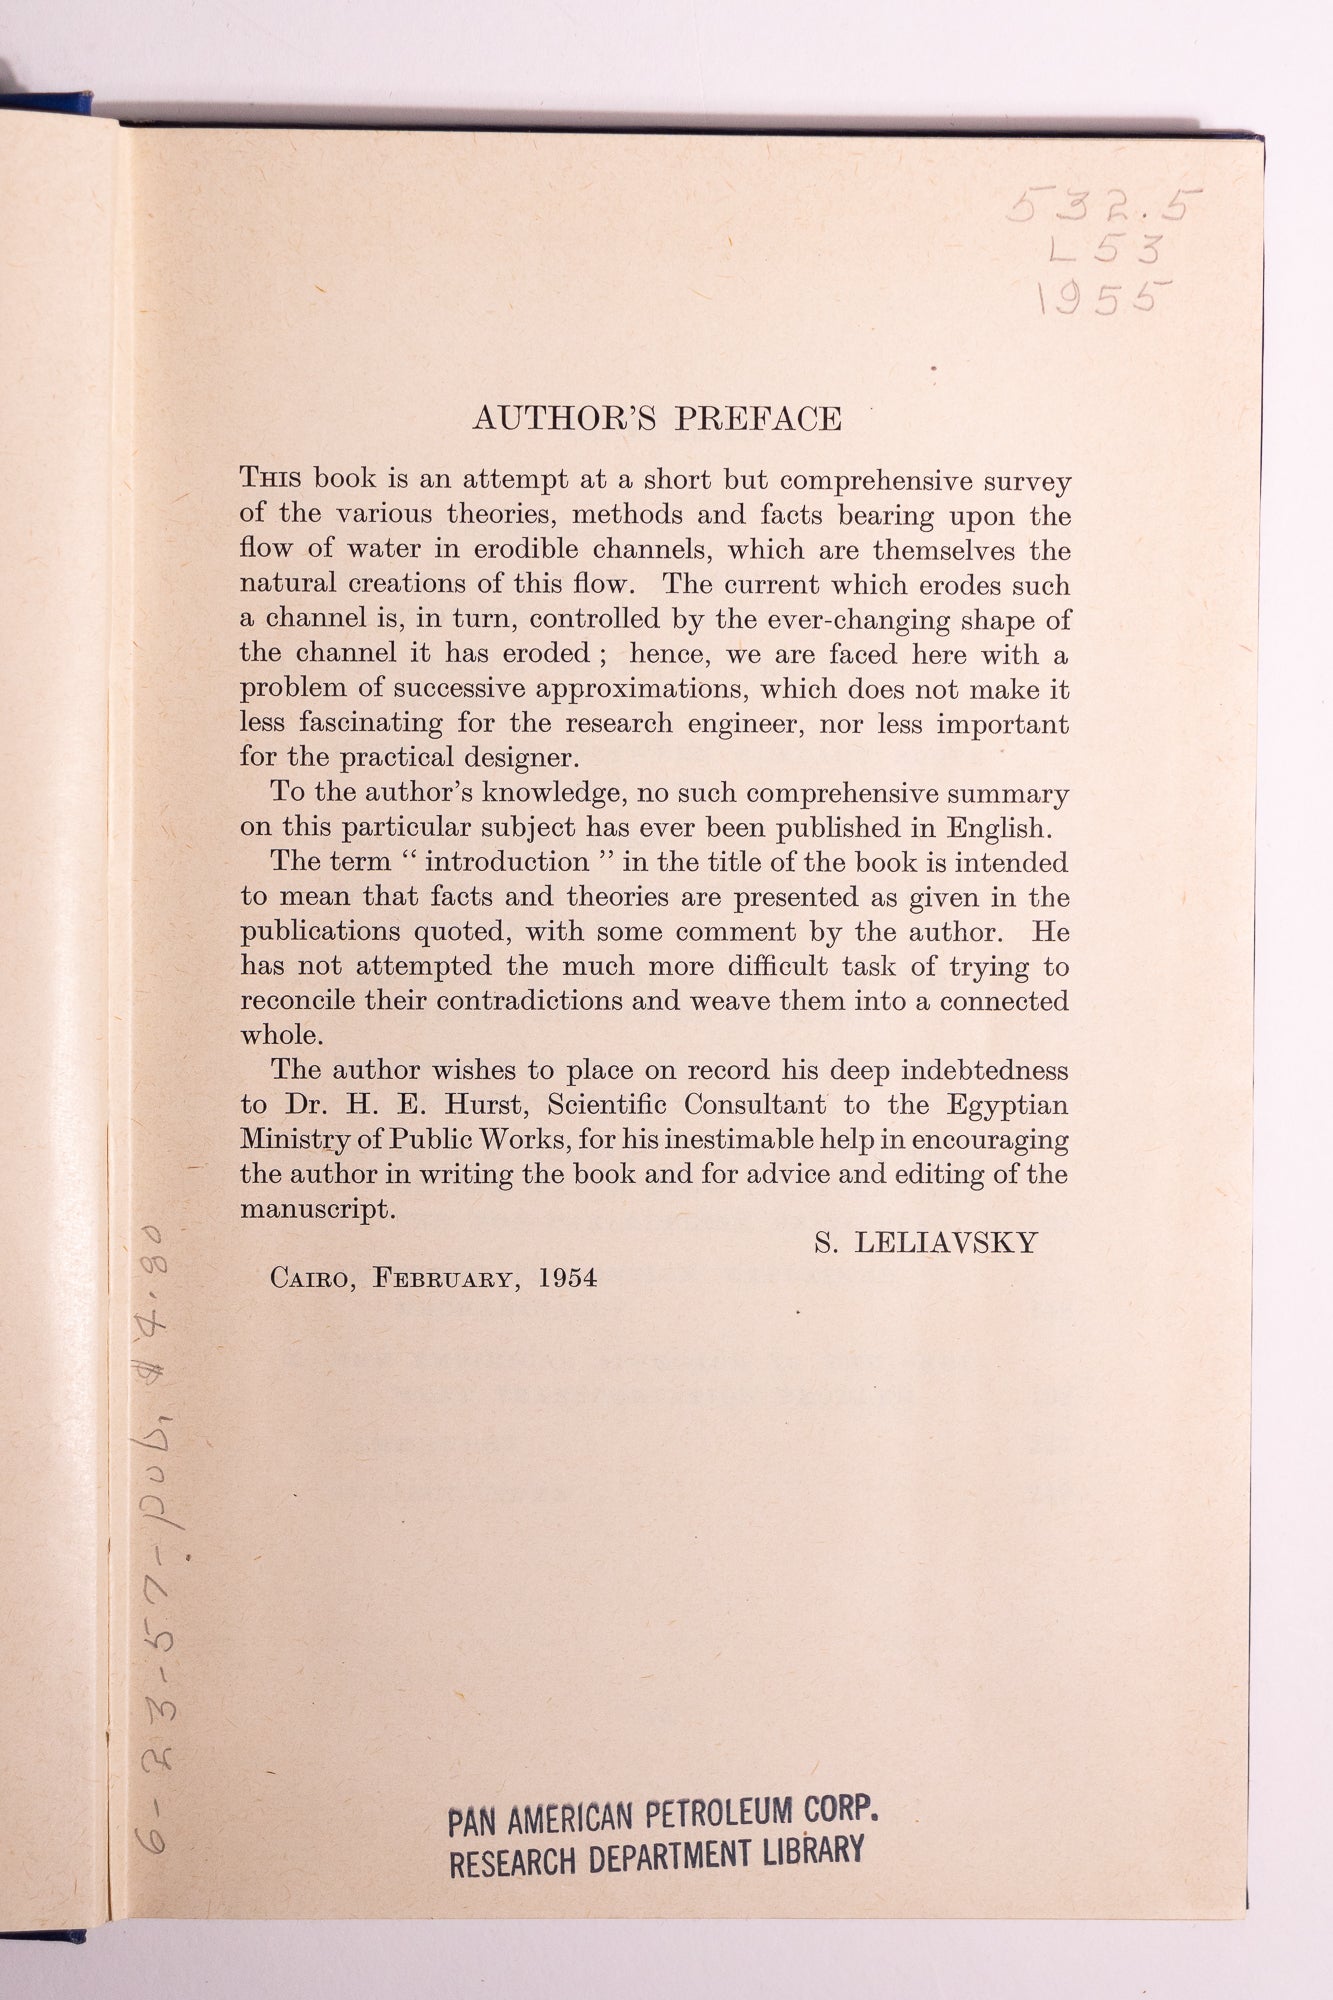 532.5
L53
1955
AUTHOR'S PREFACE
THIS book is an attempt at a short but comprehensive survey
of the various theories, methods and facts bearing upon the
flow of water in erodible channels, which are themselves the
natural creations of this flow. The current which erodes such
a channel is, in turn, controlled by the ever-changing shape of
the channel it has eroded ; hence, we are faced here with a
problem of successive approximations, which does not make it
less fascinating for the research engineer, nor less important
for the practical designer.
To the author's knowledge, no such comprehensive summary
on this particular subject has ever been published in English.
The term “ introduction ” in the title of the book is intended
to mean that facts and theories are presented as given in the
publications quoted, with some comment by the author. He
has not attempted the much more difficult task of trying to
reconcile their contradictions and weave them into a connected
whole.
The author wishes to place on record his deep indebtedness
to Dr. H. E. Hurst, Scientific Consultant to the Egyptian
Ministry of Public Works, for his inestimable help in encouraging
the author in writing the book and for advice and editing of the
manuscript.
S. LELIAVSKY
CAIRO, FEBRUARY, 1954
6-23-57-pub, $4.80
PAN AMERICAN PETROLEUM CORP.
RESEARCH DEPARTMENT LIBRARY